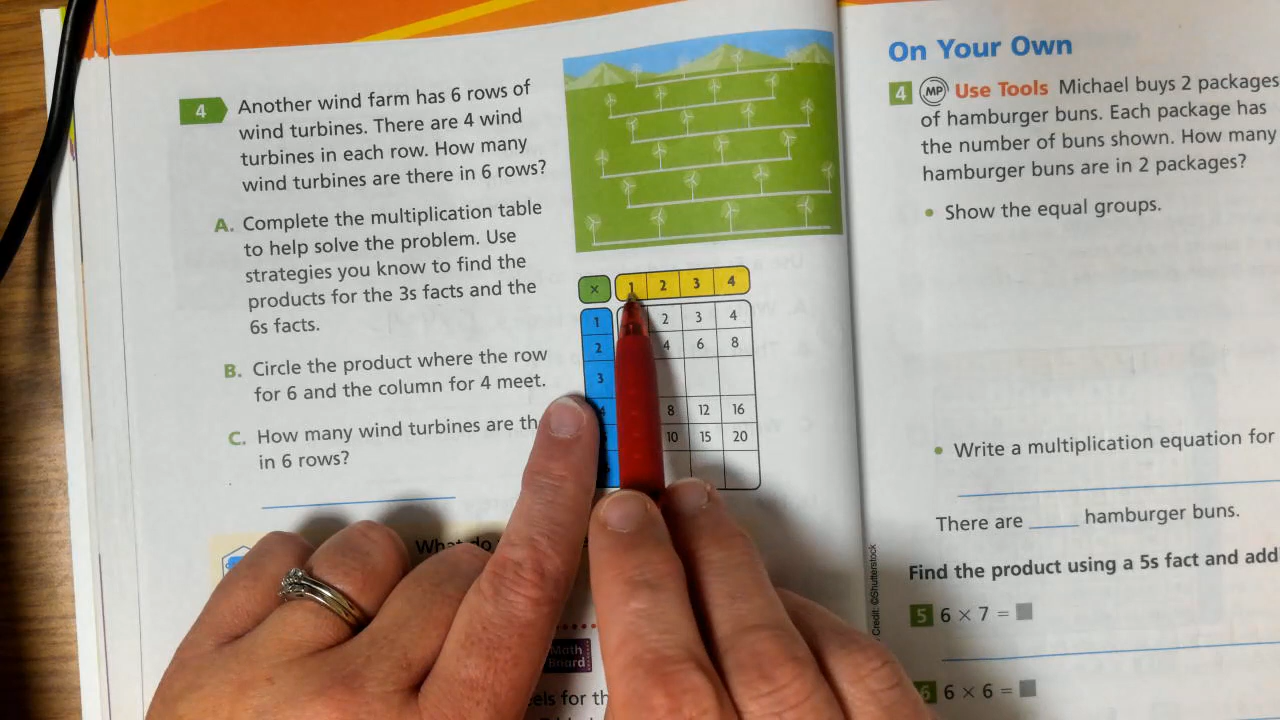 4
Another wind farm has 6 rows of
wind turbines. There are 4 wind
turbines in each row. How many
wind turbines are there in 6 rows?
A. Complete the multiplication table
to help solve the problem. Use
strategies you know to find the
products for the 3s facts and the
6s facts.
B. Circle the product where the row
for 6 and the column for 4 meet.
C. How many wind turbines are
in 6 rows?
× 1 2 3 4
1 2 3 4
2 4 6 8
3
4 8 12 16
10 15 20
What do
Math
Board
On Your Own
4 MP Use Tools Michael buys 2 packages
of hamburger buns. Each package has
the number of buns shown. How many
hamburger buns are in 2 packages?
• Show the equal groups.
• Write a multiplication equation for
There are ____ hamburger buns.
Find the product using a 5s fact and add
5 6 × 7 =
6 6 × 6 =
Credit: ©Shutterstock